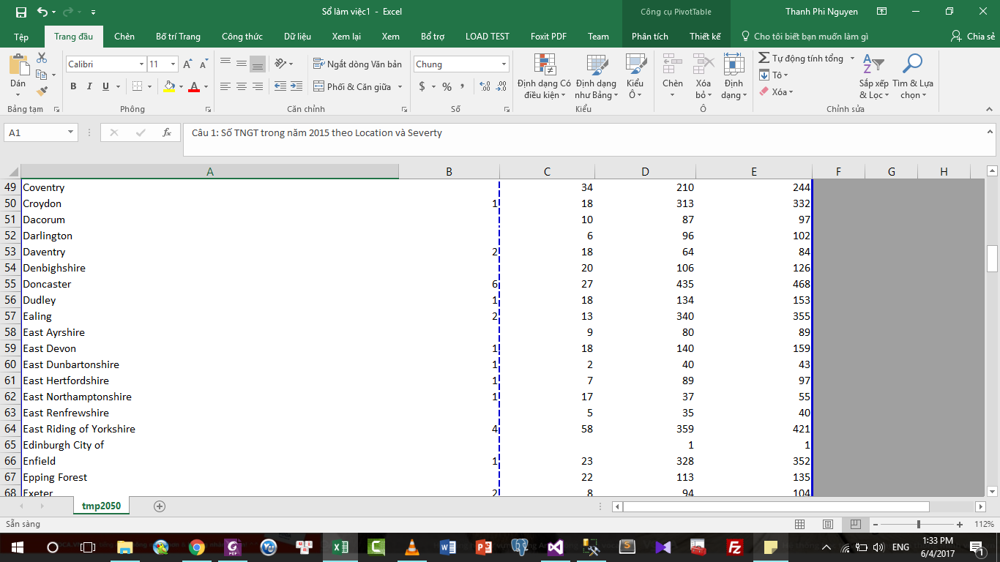 Sổ làm việc1 - Excel
Công cụ PivotTable
Thanh Phi Nguyen
Tệp Trang đầu Chèn Bố trí Trang Công thức Dữ liệu Xem lại Xem Bổ trợ LOAD TEST Foxit PDF Team Phân tích Thiết kế Cho tôi biết bạn muốn làm gì Chia sẻ
Dán
Bảng tạm
Calibri 11
B I U
Phông
Ngắt dòng Văn bản
Phối & Căn giữa
Căn chỉnh
Chung
$ % ,
Số
Định dạng Có điều kiện
Định dạng như Bảng
Kiểu Ô
Kiểu
Chèn
Xóa bỏ
Định dạng
Ô
Tự động tính tổng
Tô
Xóa
Sắp xếp & Lọc
Tìm & Lựa chọn
Chỉnh sửa
A1 fx Câu 1: Số TNGT trong năm 2015 theo Location và Severty
A B C D E F G H
49 Coventry 34 210 244
50 Croydon 1 18 313 332
51 Dacorum 10 87 97
52 Darlington 6 96 102
53 Daventry 2 18 64 84
54 Denbighshire 20 106 126
55 Doncaster 6 27 435 468
56 Dudley 1 18 134 153
57 Ealing 2 13 340 355
58 East Ayrshire 9 80 89
59 East Devon 1 18 140 159
60 East Dunbartonshire 1 2 40 43
61 East Hertfordshire 1 7 89 97
62 East Northamptonshire 1 17 37 55
63 East Renfrewshire 5 35 40
64 East Riding of Yorkshire 4 58 359 421
65 Edinburgh City of 1 1
66 Enfield 1 23 328 352
67 Epping Forest 22 113 135
68 Exeter 2 8 94 104
tmp2050
Sẵn sàng
112%
ENG
1:33 PM
6/4/2017